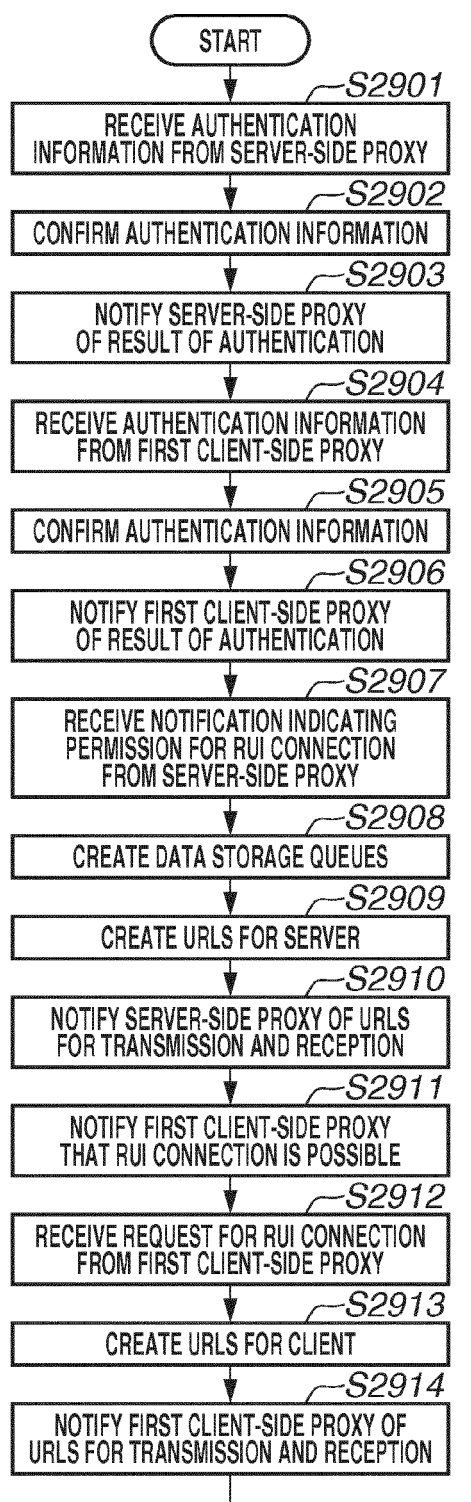 START
S2901
RECEIVE AUTHENTICATION
INFORMATION FROM SERVER-SIDE PROXY
S2902
CONFIRM AUTHENTICATION INFORMATION
S2903
NOTIFY SERVER-SIDE PROXY
OF RESULT OF AUTHENTICATION
S2904
RECEIVE AUTHENTICATION INFORMATION
FROM FIRST CLIENT-SIDE PROXY
S2905
CONFIRM AUTHENTICATION INFORMATION
S2906
NOTIFY FIRST CLIENT-SIDE PROXY
OF RESULT OF AUTHENTICATION
S2907
RECEIVE NOTIFICATION INDICATING
PERMISSION FOR RUI CONNECTION
FROM SERVER-SIDE PROXY
S2908
CREATE DATA STORAGE QUEUES
S2909
CREATE URLS FOR SERVER
S2910
NOTIFY SERVER-SIDE PROXY OF URLS
FOR TRANSMISSION AND RECEPTION
S2911
NOTIFY FIRST CLIENT-SIDE PROXY
THAT RUI CONNECTION IS POSSIBLE
S2912
RECEIVE REQUEST FOR RUI CONNECTION
FROM FIRST CLIENT-SIDE PROXY
S2913
CREATE URLS FOR CLIENT
S2914
NOTIFY FIRST CLIENT-SIDE PROXY OF
URLS FOR TRANSMISSION AND RECEPTION